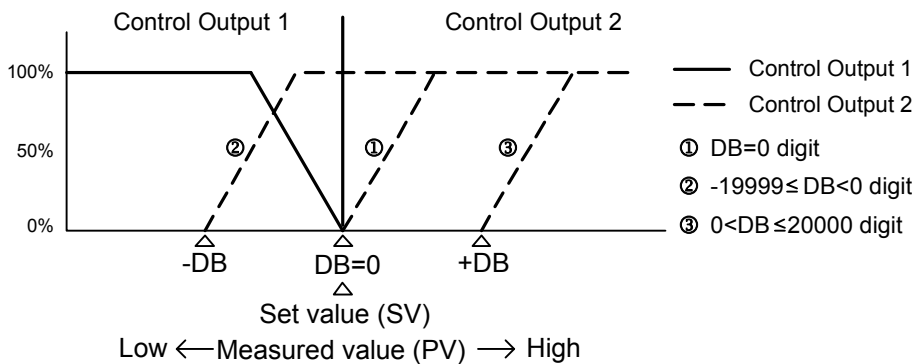 Control Output 1
Control Output 2
100%
50%
0%
②
①
③
Control Output 1
Control Output 2
① DB=0 digit
② -19999≤ DB<0 digit
③ 0<DB ≤20000 digit
-DB
DB=0
+DB
Set value (SV)
Low ← Measured value (PV) → High